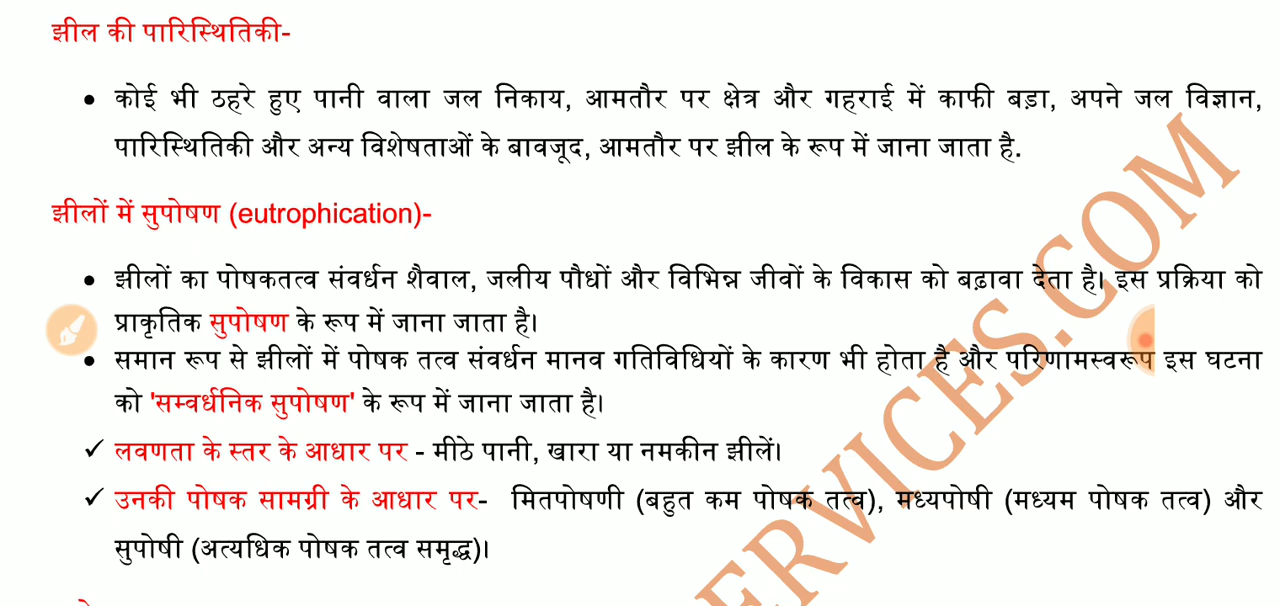 झील की पारिस्थितिकी-
• कोई भी ठहरे हुए पानी वाला जल निकाय, आमतौर पर क्षेत्र और गहराई में काफी बड़ा, अपने जल विज्ञान,
पारिस्थितिकी और अन्य विशेषताओं के बावजूद, आमतौर पर झील के रूप में जाना जाता है.
झीलों में सुपोषण (eutrophication)-
• झीलों का पोषकतत्व संवर्धन शैवाल, जलीय पौधों और विभिन्न जीवों के विकास को बढ़ावा देता है। इस प्रक्रिया को
प्राकृतिक सुपोषण के रूप में जाना जाता है।
• समान रूप से झीलों में पोषक तत्व संवर्धन मानव गतिविधियों के कारण भी होता है और परिणामस्वरूप इस घटना
को 'सम्वर्धनिक सुपोषण' के रूप में जाना जाता है।
✓ लवणता के स्तर के आधार पर - मीठे पानी, खारा या नमकीन झीलें।
✓ उनकी पोषक सामग्री के आधार पर- मितपोषणी (बहुत कम पोषक तत्व), मध्यपोषी (मध्यम पोषक तत्व) और
सुपोषी (अत्यधिक पोषक तत्व समृद्ध)।
ERVICES.COM